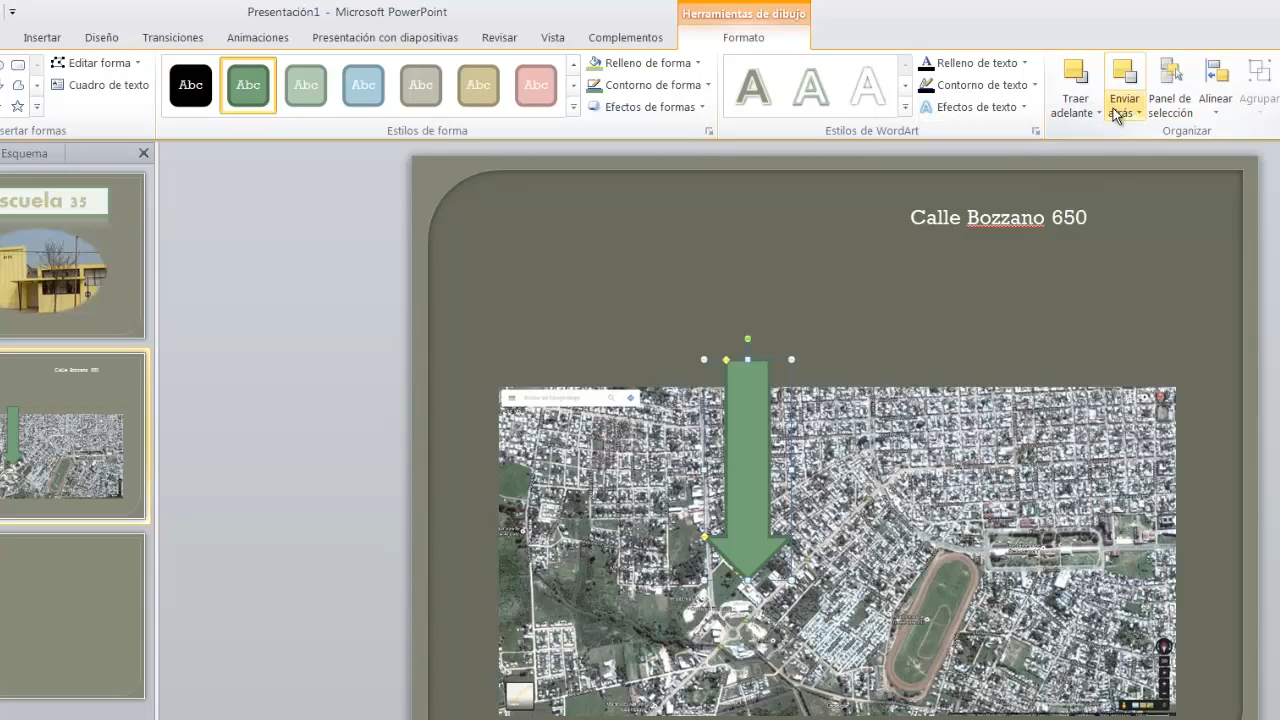 Presentación1 - Microsoft PowerPoint
Herramientas de dibujo
Insertar
Diseño
Transiciones
Animaciones
Presentación con diapositivas
Revisar
Vista
Complementos
Formato
Editar forma
Cuadro de texto
sertar formas
Abc
Abc
Abc
Abc
Abc
Abc
Abc
Relleno de forma
Contorno de forma
Efectos de formas
Estilos de forma
A
A
A
A Relleno de texto
Contorno de texto
A Efectos de texto
Estilos de WordArt
Traer
adelante
Enviar
atrás
Panel de
selección
Alinear
Agrupar
Organizar
Esquema
scuela 35
Calle Bozzano 650
Calle Bozzano 650